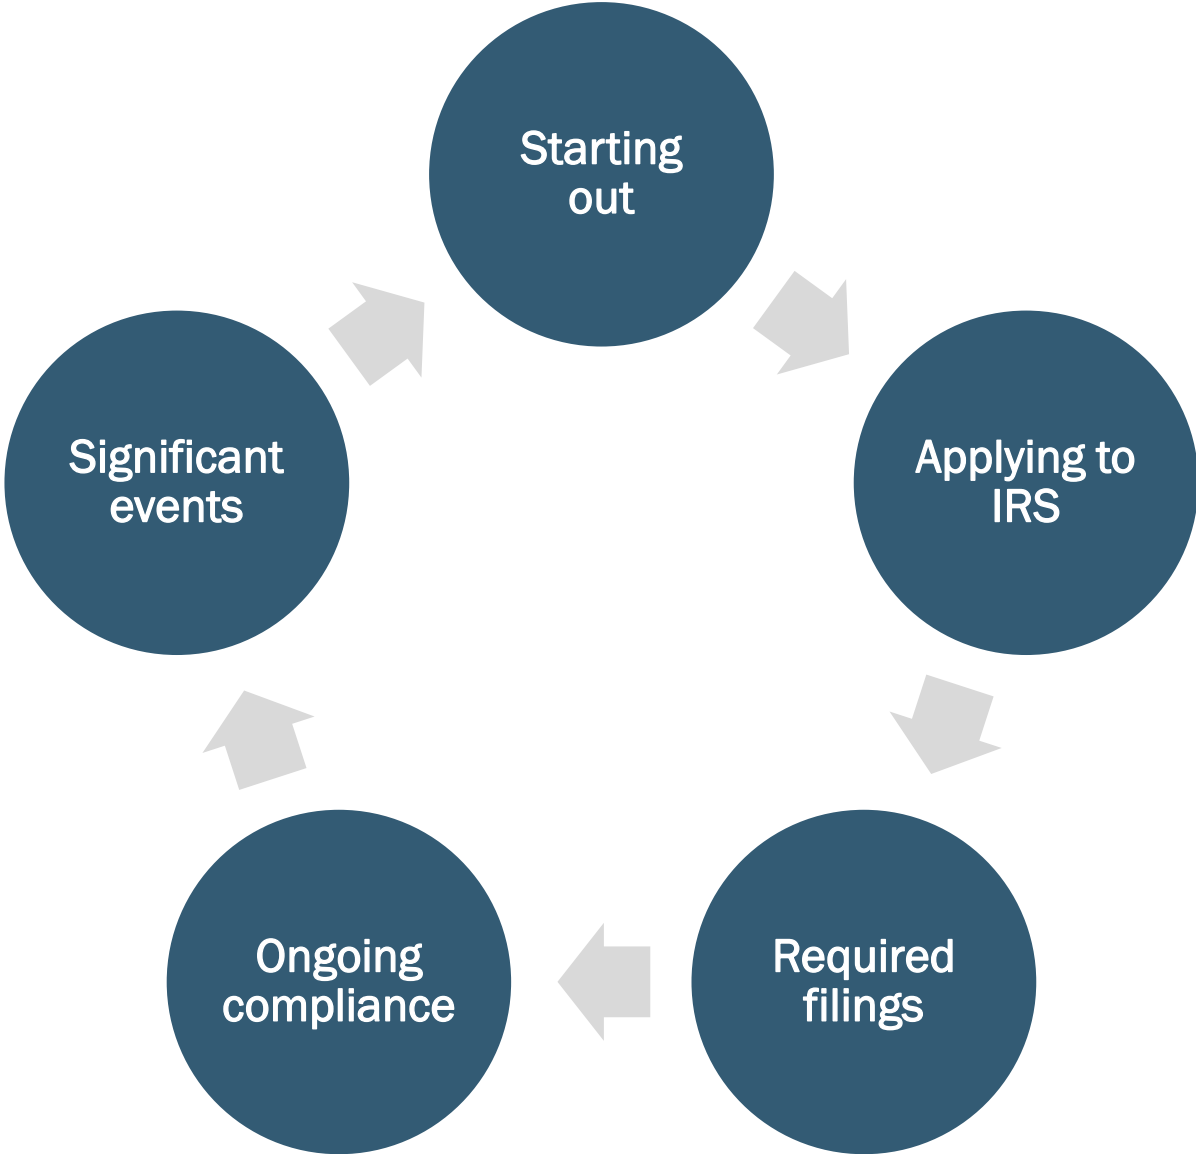 Starting
out
Applying to
IRS
Required
filings
Ongoing
compliance
Significant
events